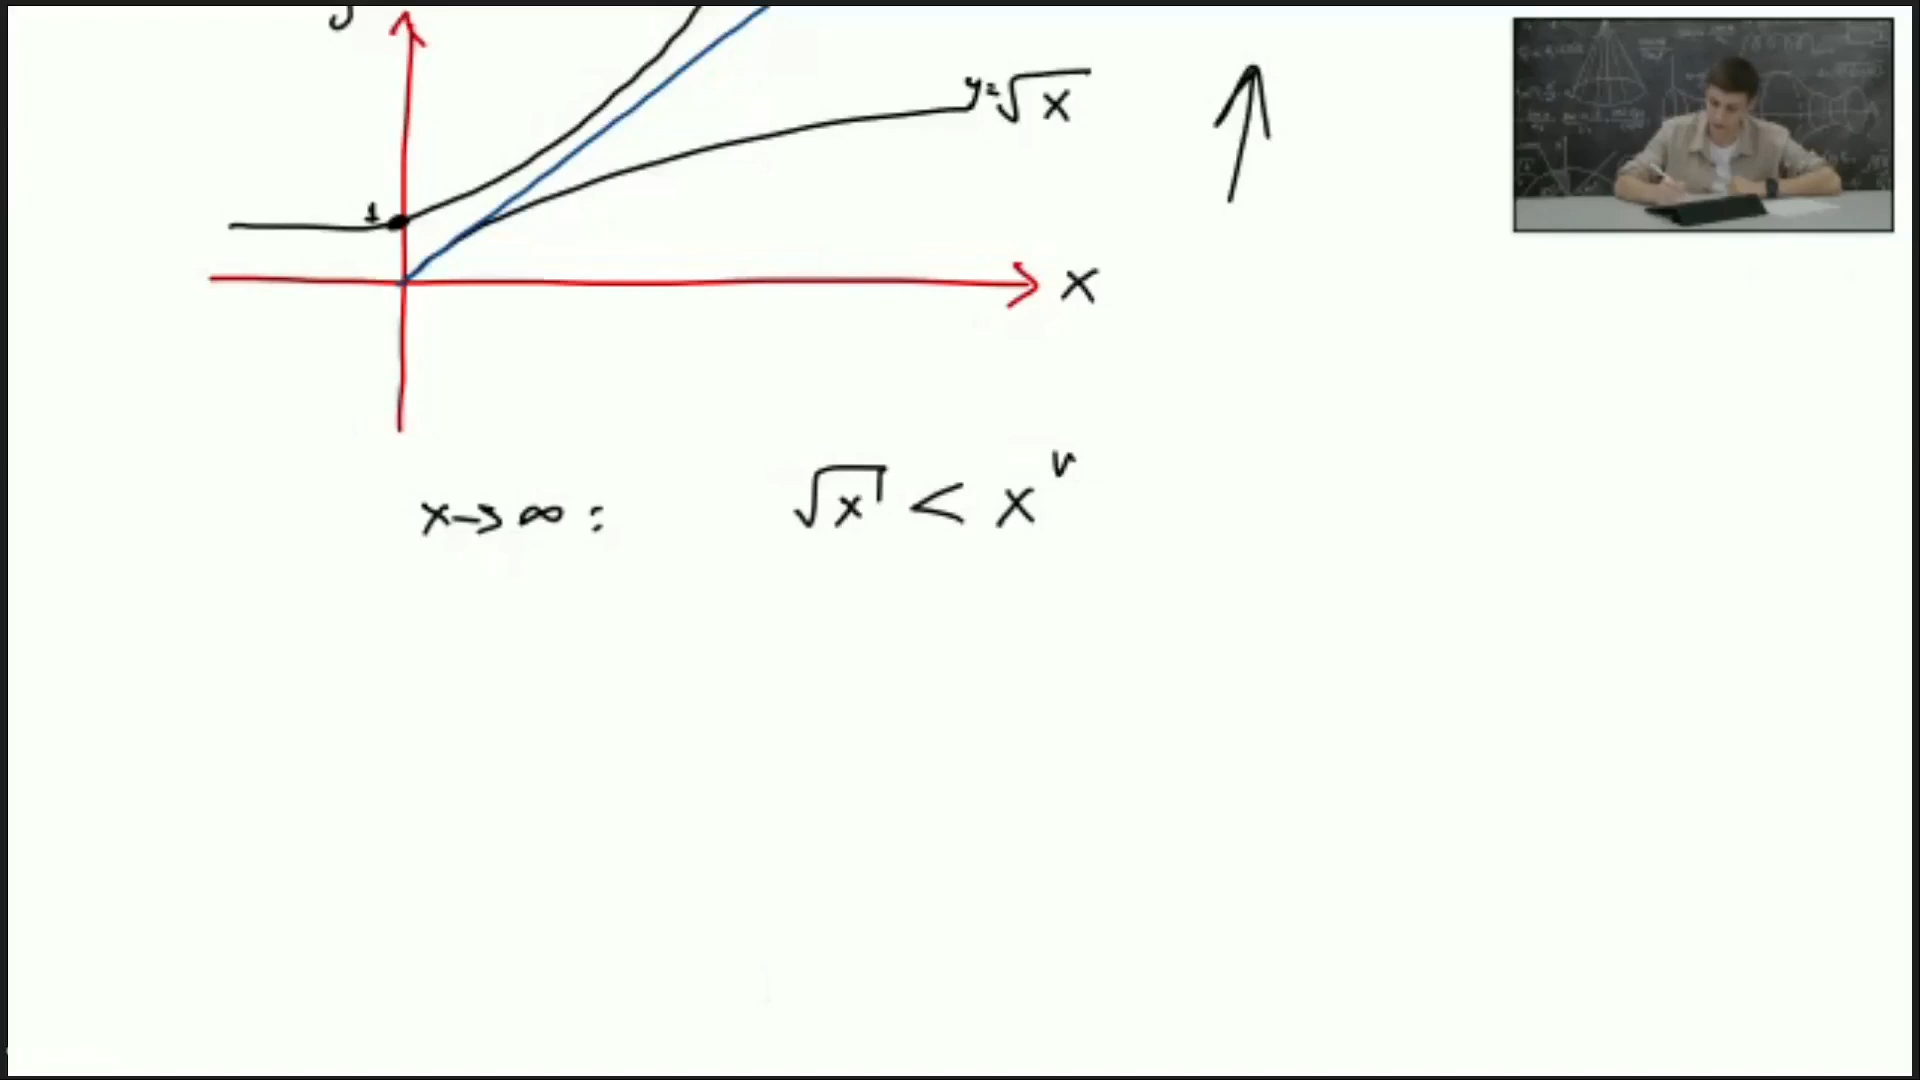 y=√x
1
x
x→∞: √x < x^n